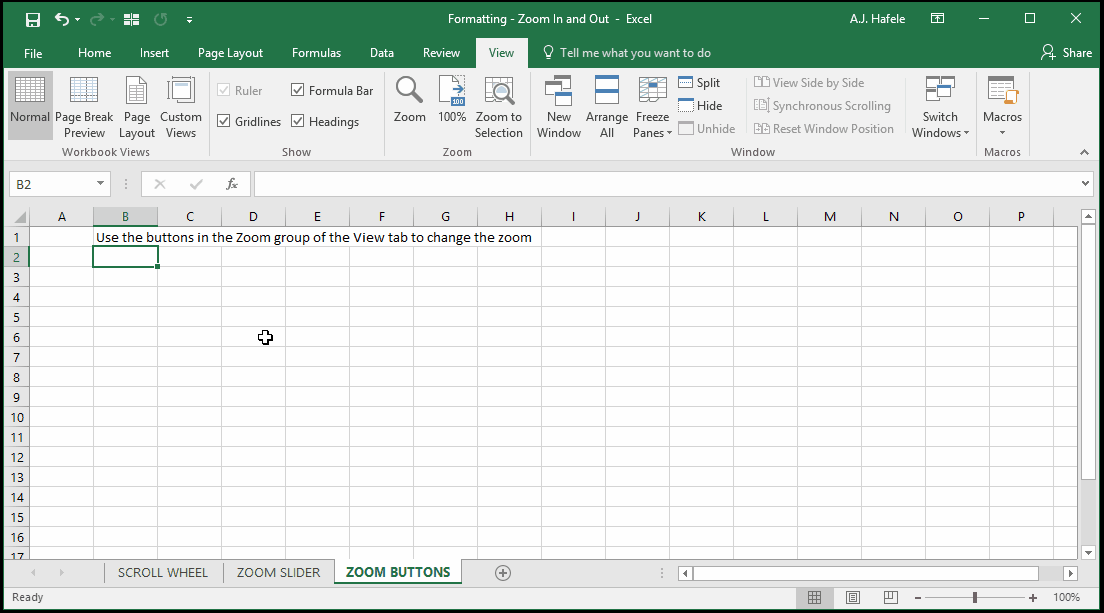 Formatting - Zoom In and Out - Excel
A.J. Hafele
File Home Insert Page Layout Formulas Data Review View Tell me what you want to do Share
Normal
Page Break
Preview
Page
Layout
Custom
Views
Workbook Views
Ruler
Formula Bar
Gridlines
Headings
Show
Zoom
100
100%
Zoom to
Selection
Zoom
New
Window
Arrange
All
Freeze
Panes
Split
Hide
Unhide
View Side by Side
Synchronous Scrolling
Reset Window Position
Switch
Windows
Window
Macros
Macros
B2
fx
A B C D E F G H I J K L M N O P
1 Use the buttons in the Zoom group of the View tab to change the zoom
2
3
4
5
6
7
8
9
10
11
12
13
14
15
16
17
SCROLL WHEEL ZOOM SLIDER ZOOM BUTTONS
Ready
100%